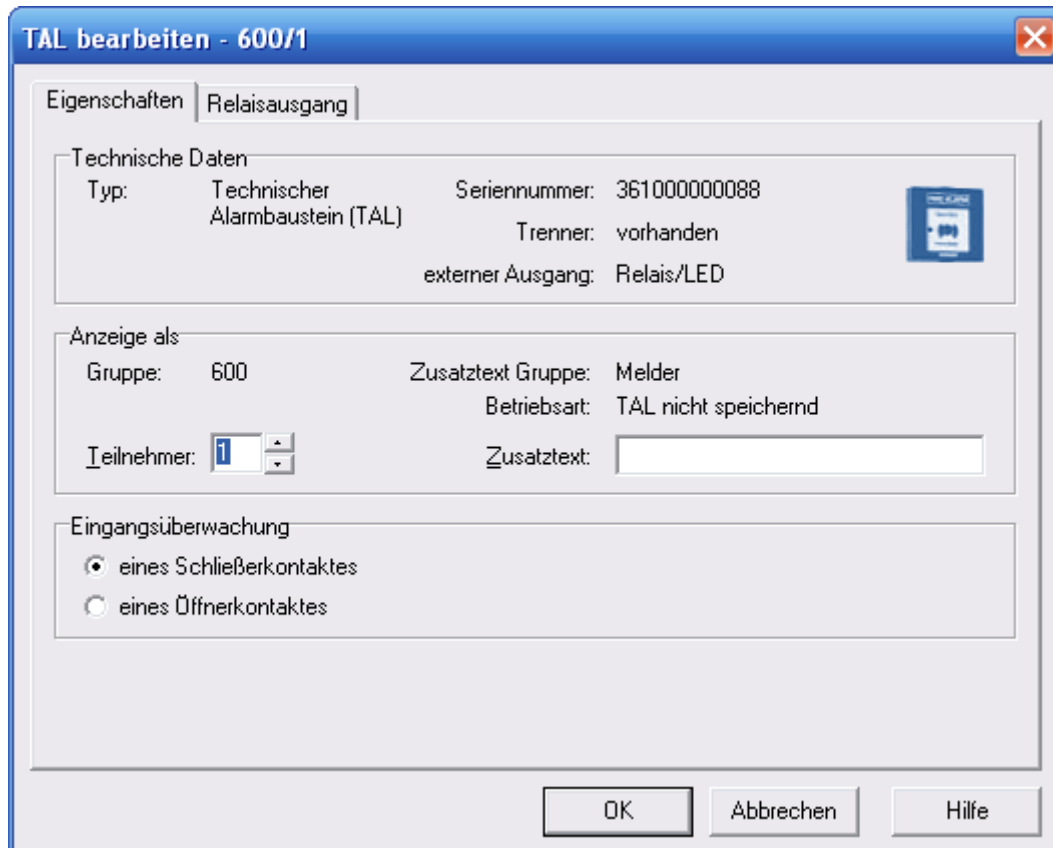 TAL bearbeiten - 600/1
Eigenschaften Relaisausgang
Technische Daten
Typ: Technischer Seriennummer: 361000000088
Alarmbaustein (TAL)
Trenner: vorhanden
externer Ausgang: Relais/LED
Anzeige als
Gruppe: 600 Zusatztext Gruppe: Melder
Betriebsart: TAL nicht speichernd
Teilnehmer: 1 Zusatztext:
Eingangsüberwachung
eines Schließerkontaktes
eines Öffnerkontaktes
OK Abbrechen Hilfe